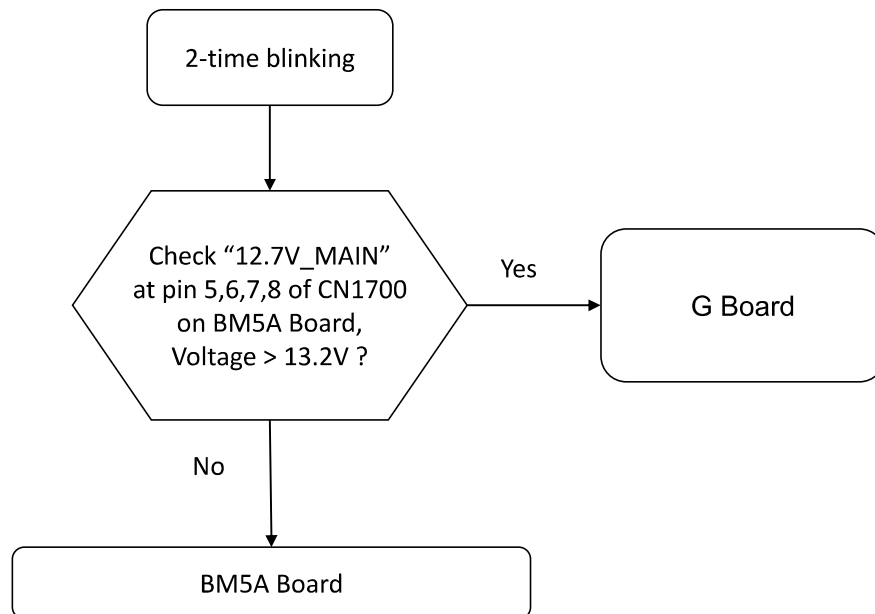 2-time blinking
Check “12.7V_MAIN”
at pin 5,6,7,8 of CN1700
on BM5A Board,
Voltage > 13.2V ?
Yes
G Board
No
BM5A Board